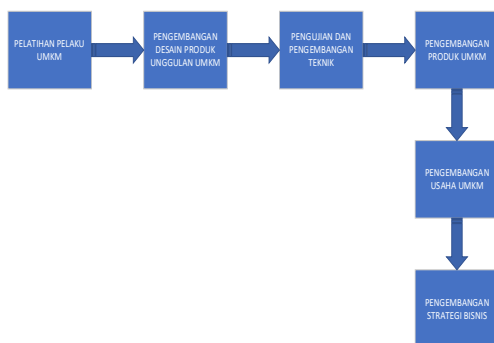 PELATIHAN PELAKU
UMKM
PENGEMBANGAN
DESAIN PRODUK
UNGGULAN UMKM
PENGUJIAN DAN
PENGEMBANGAN
TEKNIK
PENGEMBANGAN
PRODUK UMKM
PENGEMBANGAN
USAHA UMKM
PENGEMBANGAN
STRATEGI BISNIS